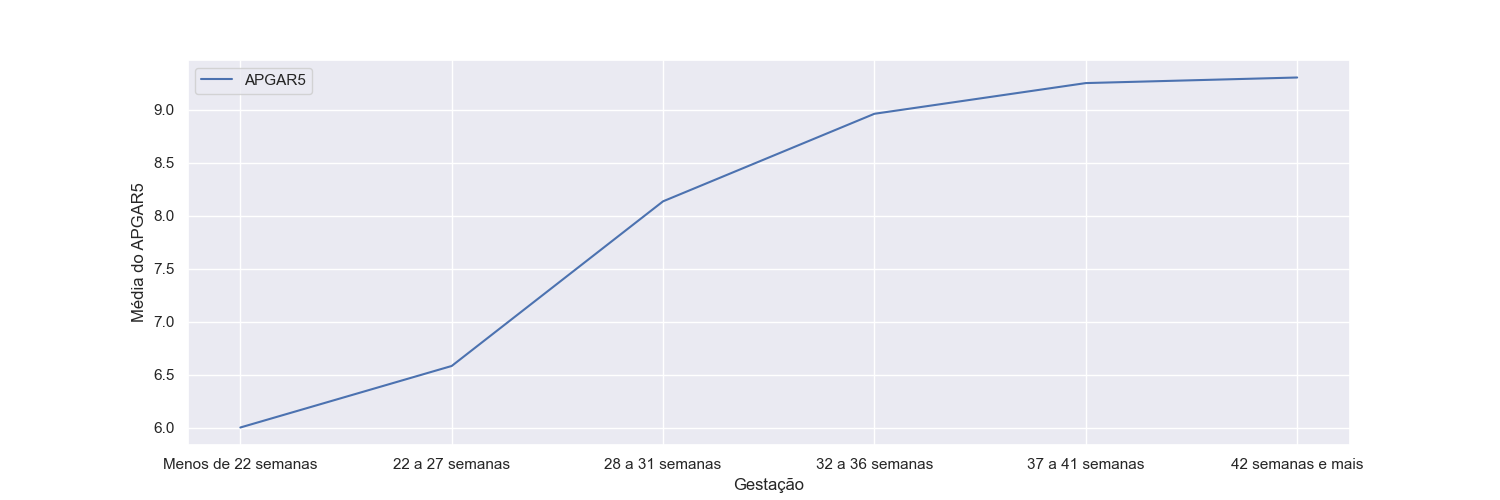 APGAR5
9.0
8.5
8.0
7.5
7.0
6.5
6.0
Média do APGAR5
Menos de 22 semanas
22 a 27 semanas
28 a 31 semanas
32 a 36 semanas
37 a 41 semanas
42 semanas e mais
Gestação